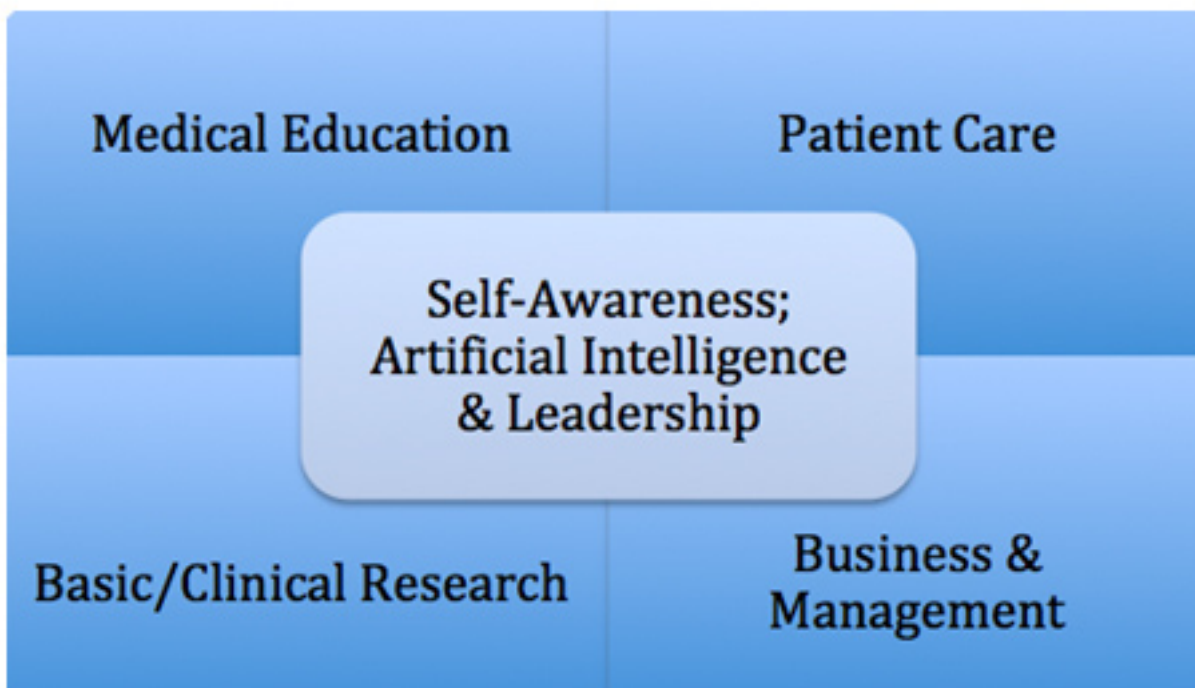 Medical Education
Patient Care
Self-Awareness;
Artificial Intelligence
& Leadership
Basic/Clinical Research
Business &
Management